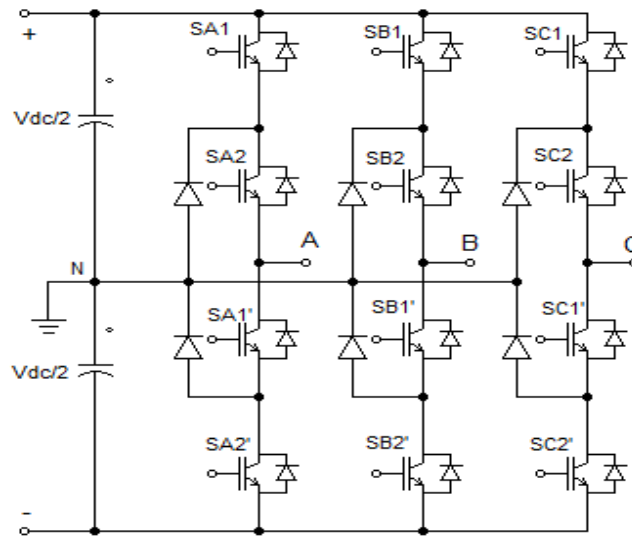 +
SA1
SB1
SC1
Vdc/2
SA2
SB2
SC2
A
B
C
N
SA1'
SB1'
SC1'
Vdc/2
SA2'
SB2'
SC2'
-